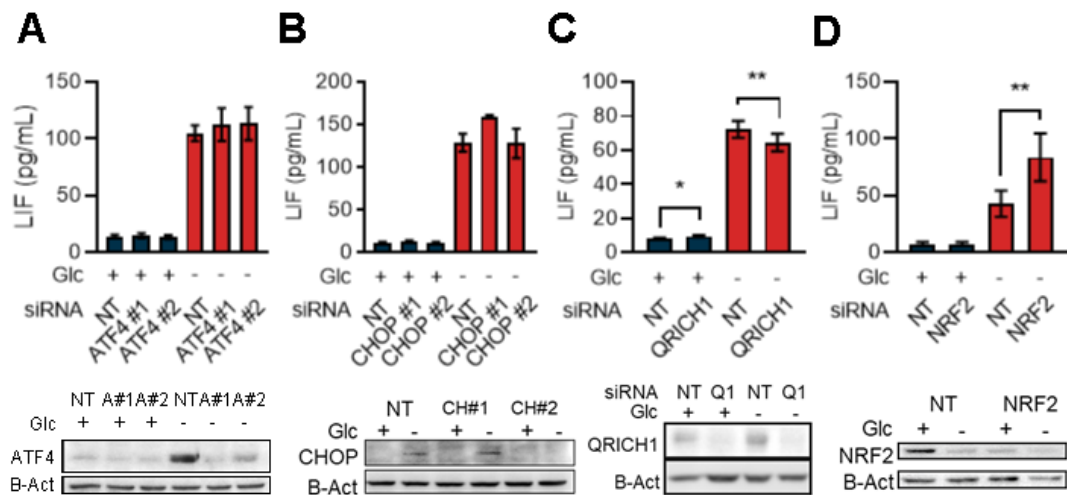 A
LIF (pg/mL)
150
100
50
0
Glc + + + - - -
siRNA NT ATF4 #1 ATF4 #2 NT ATF4 #1 ATF4 #2
NT A#1 A#2 NT A#1 A#2
Glc + + + - - -
ATF4
B-Act
B
LIF (pg/mL)
200
150
100
50
0
Glc + + + - - -
siRNA NT CHOP #1 CHOP #2 NT CHOP #1 CHOP #2
NT CH#1 CH#2
Glc + - + - + -
CHOP
B-Act
C
LIF (pg/mL)
100
80
60
40
20
0
* **
Glc + + - -
siRNA NT QRICH1 NT QRICH1
siRNA NT Q1 NT Q1
Glc + + - -
QRICH1
B-Act
D
LIF (pg/mL)
150
100
50
0
**
Glc + + - -
siRNA NT NRF2 NT NRF2
NT NRF2
Glc + - + -
NRF2
B-Act